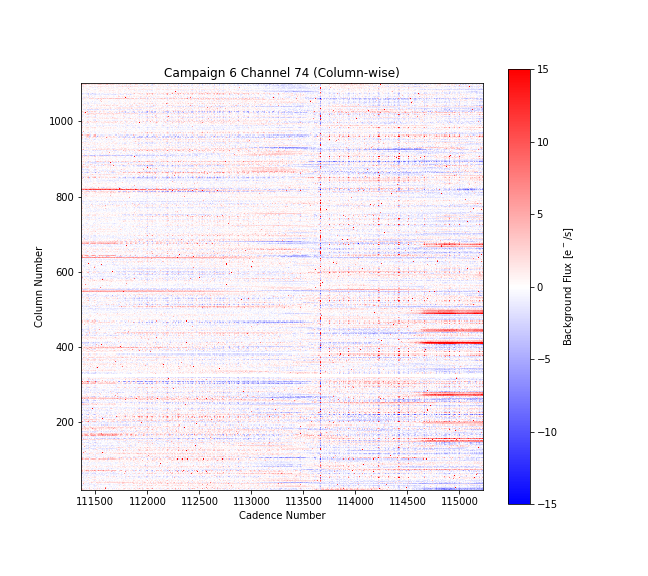 Campaign 6 Channel 74 (Column-wise)
1000
800
600
400
200
Column Number
111500 112000 112500 113000 113500 114000 114500 115000
Cadence Number
15
10
5
0
−5
−10
−15
Background Flux [e⁻/s]